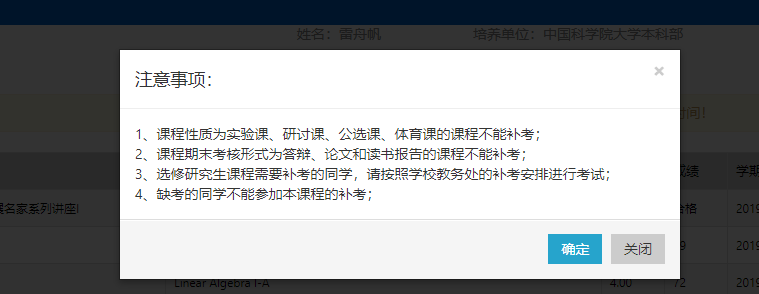 姓名：雷舟帆 培养单位：中国科学院大学本科部
注意事项： ×
时间！
1、课程性质为实验课、研讨课、公选课、体育课的课程不能补考；
2、课程期末考核形式为答辩、论文和读书报告的课程不能补考；
3、选修研究生课程需要补考的同学，请按照学校教务处的补考安排进行考试；
4、缺考的同学不能参加本课程的补考；
成绩 学期
名家系列讲座I 合格 2019
9 2019
确定 关闭
Linear Algebra I-A 4.00 72 2019